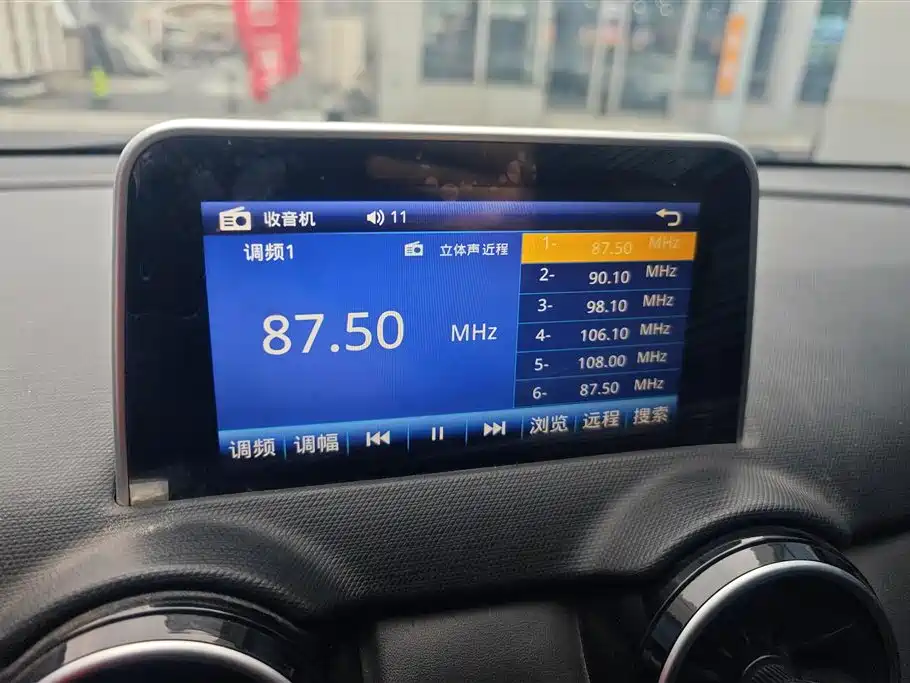 收音机 11
调频1 立体声 远程
87.50 MHz
1- 87.50 MHz
2- 90.10 MHz
3- 98.10 MHz
4- 106.10 MHz
5- 108.00 MHz
6- 87.50 MHz
调频 调幅 浏览 远程 搜索